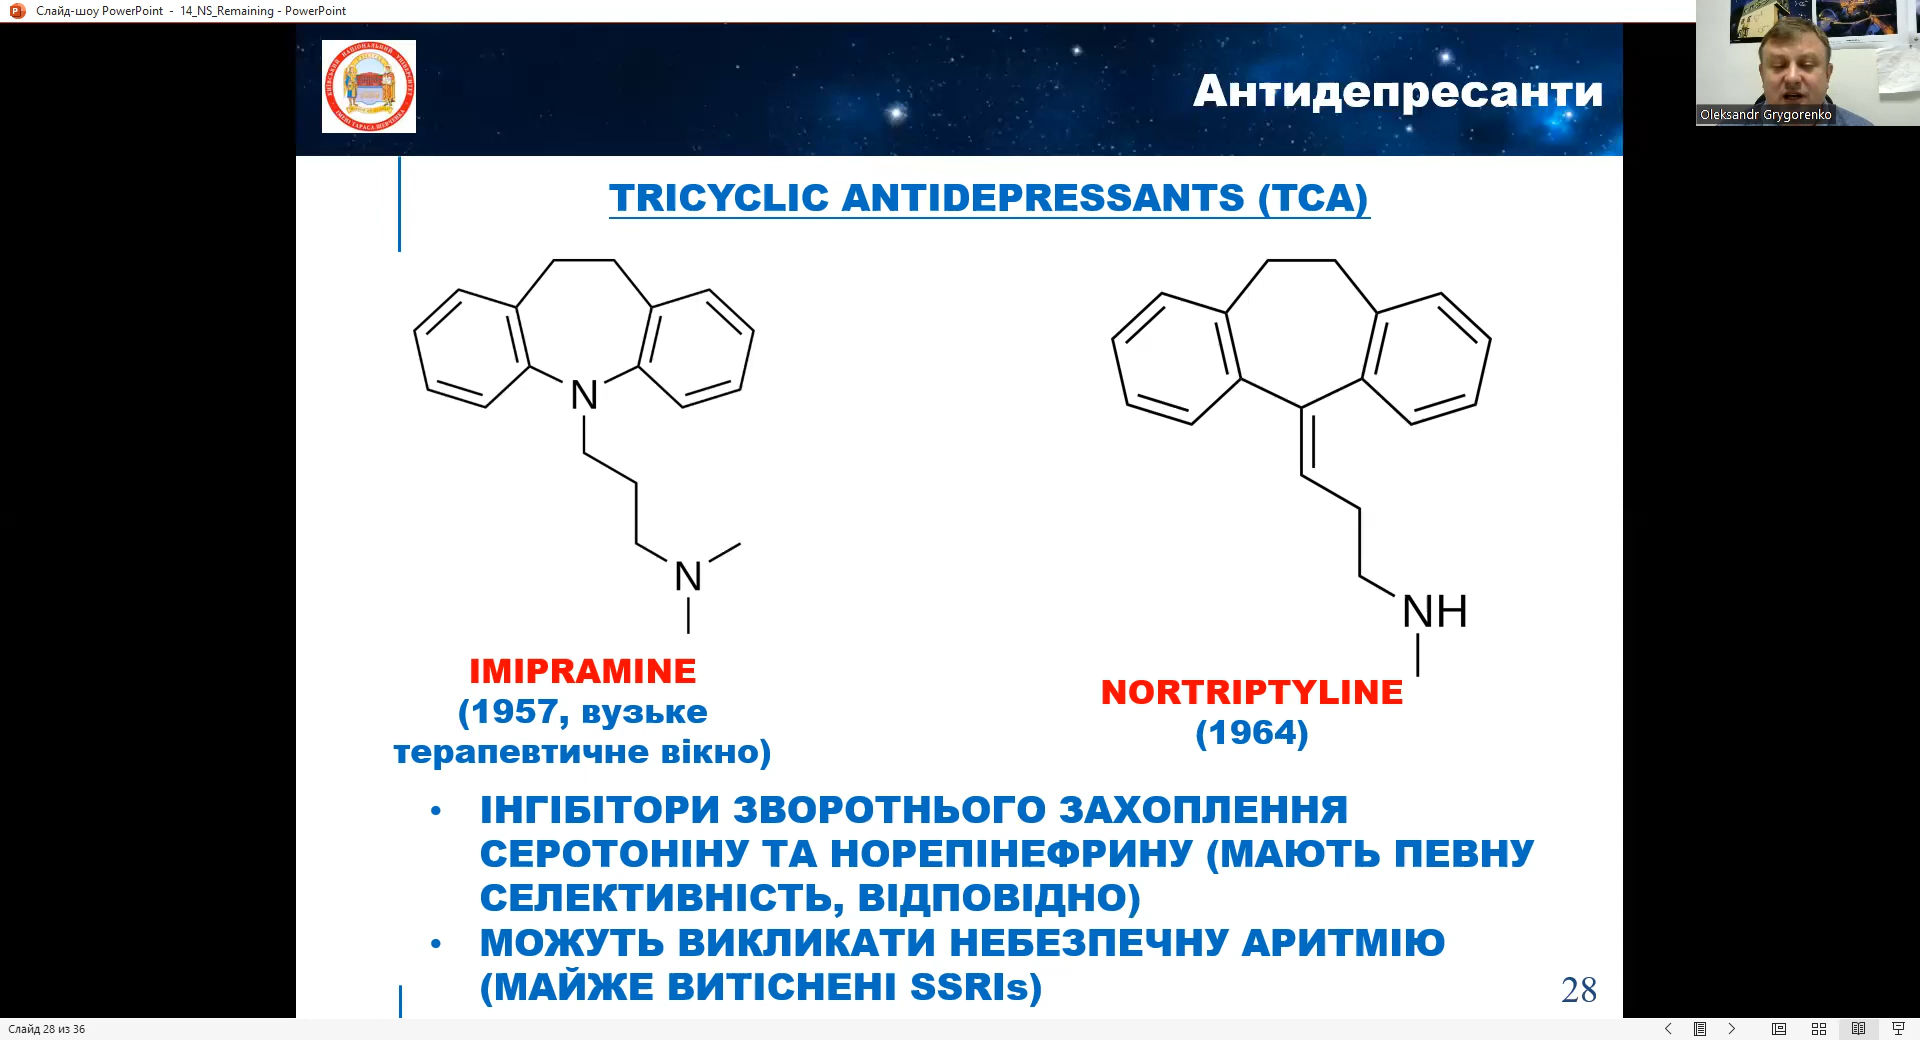 Слайд-шоу PowerPoint - 14_NS_Remaining - PowerPoint
Антидепресанти
Oleksandr Grygorenko
TRICYCLIC ANTIDEPRESSANTS (TCA)
N
N
NH
IMIPRAMINE
(1957, вузьке
терапевтичне вікно)
NORTRIPTYLINE
(1964)
• ІНГІБІТОРИ ЗВОРОТНЬОГО ЗАХОПЛЕННЯ
СЕРОТОНІНУ ТА НОРЕПІНЕФРИНУ (МАЮТЬ ПЕВНУ
СЕЛЕКТИВНІСТЬ, ВІДПОВІДНО)
• МОЖУТЬ ВИКЛИКАТИ НЕБЕЗПЕЧНУ АРИТМІЮ
(МАЙЖЕ ВИТІСНЕНІ SSRIs)
28
Слайд 28 из 36